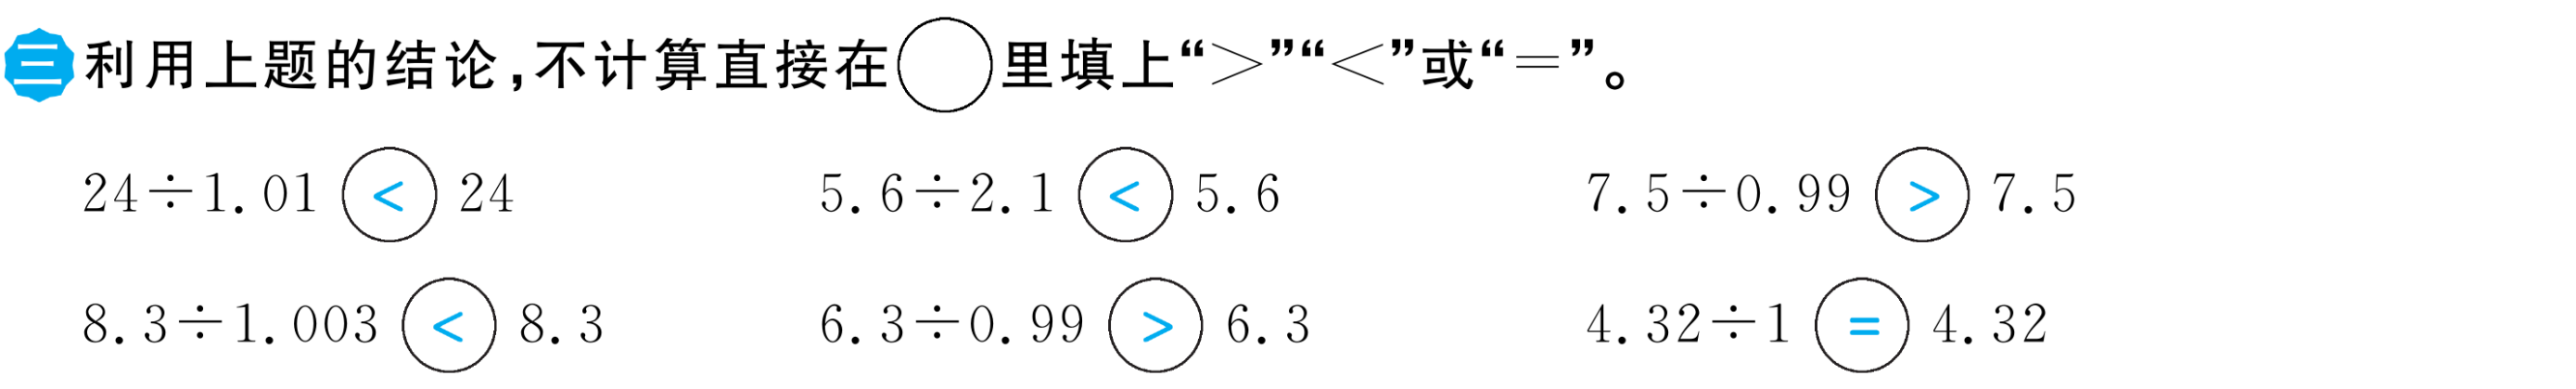 三 利用上题的结论,不计算直接在○里填上“>”“<”或“=”。
24÷1.01 < 24 5.6÷2.1 < 5.6 7.5÷0.99 > 7.5
8.3÷1.003 < 8.3 6.3÷0.99 > 6.3 4.32÷1 = 4.32